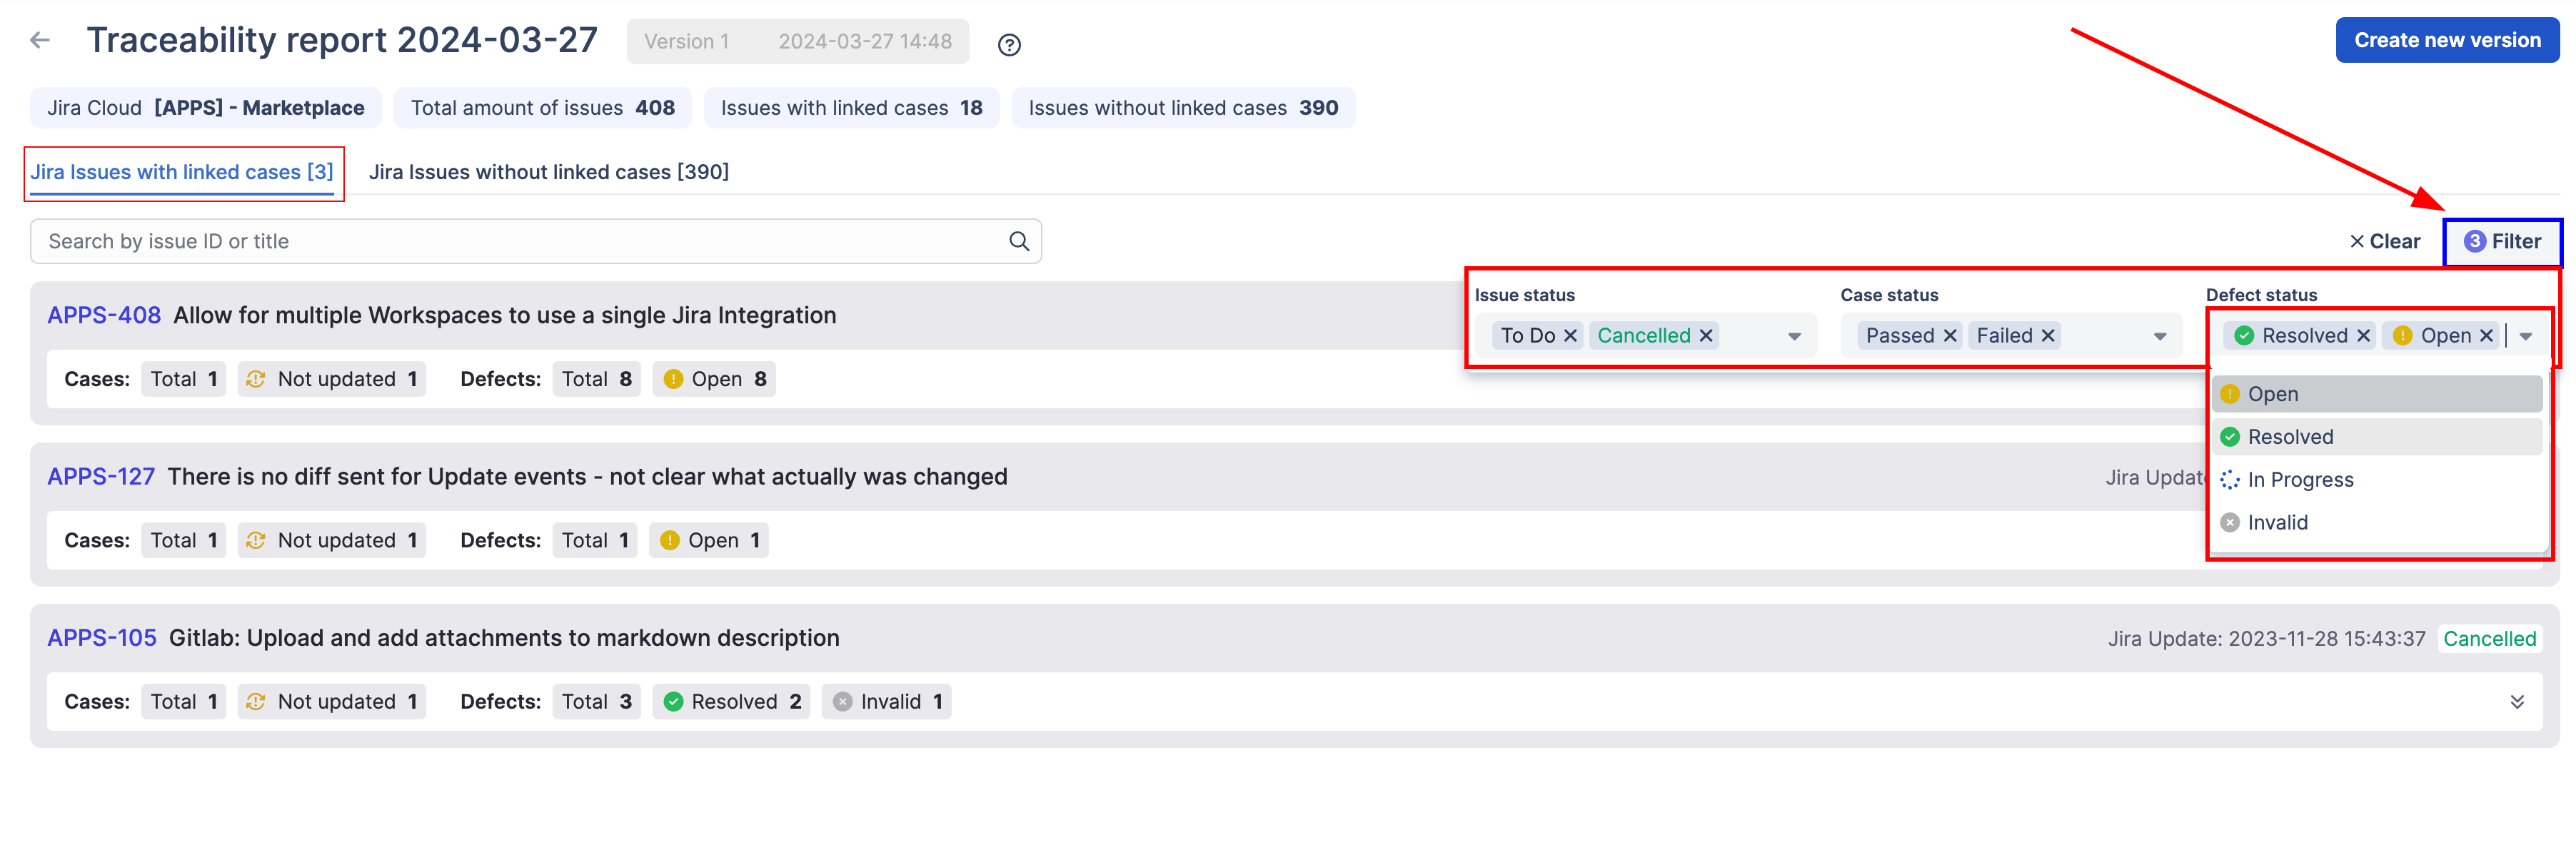 Traceability report 2024-03-27 Version 1 2024-03-27 14:48 Create new version
Jira Cloud [APPS] - Marketplace Total amount of issues 408 Issues with linked cases 18 Issues without linked cases 390
Jira Issues with linked cases [3] Jira Issues without linked cases [390]
Search by issue ID or title Clear 3 Filter
Issue status Case status Defect status
To Do Cancelled Passed Failed Resolved Open
Open
Resolved
In Progress
Invalid
APPS-408 Allow for multiple Workspaces to use a single Jira Integration
Cases: Total 1 Not updated 1 Defects: Total 8 Open 8
APPS-127 There is no diff sent for Update events - not clear what actually was changed Jira
Cases: Total 1 Not updated 1 Defects: Total 1 Open 1
APPS-105 Gitlab: Upload and add attachments to markdown description Jira Update: 2023-11-28 15:43:37 Cancelled
Cases: Total 1 Not updated 1 Defects: Total 3 Resolved 2 Invalid 1